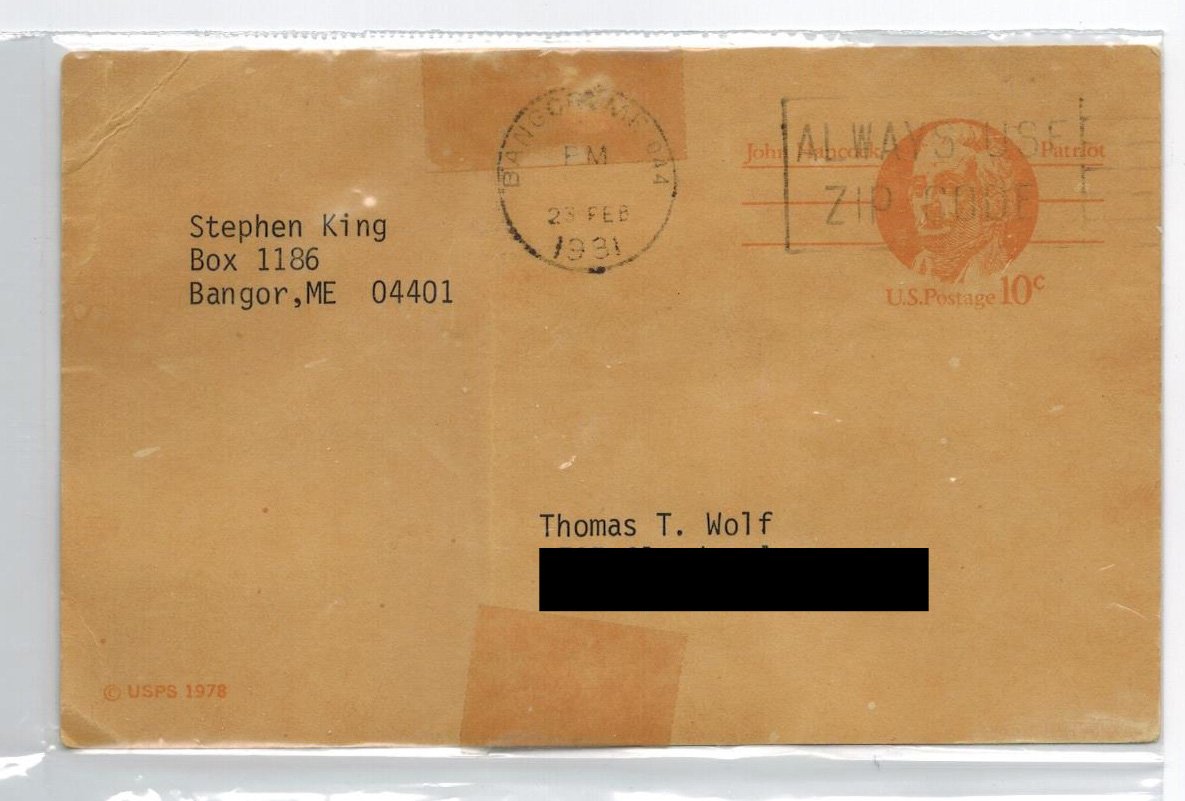 BANGOR, ME 044
PM
FEB
1981
ALWAYS USE
ZIP CODE
John Hancock Patriot
U.S.Postage 10c
Stephen King
Box 1186
Bangor,ME 04401
Thomas T. Wolf
© USPS 1978